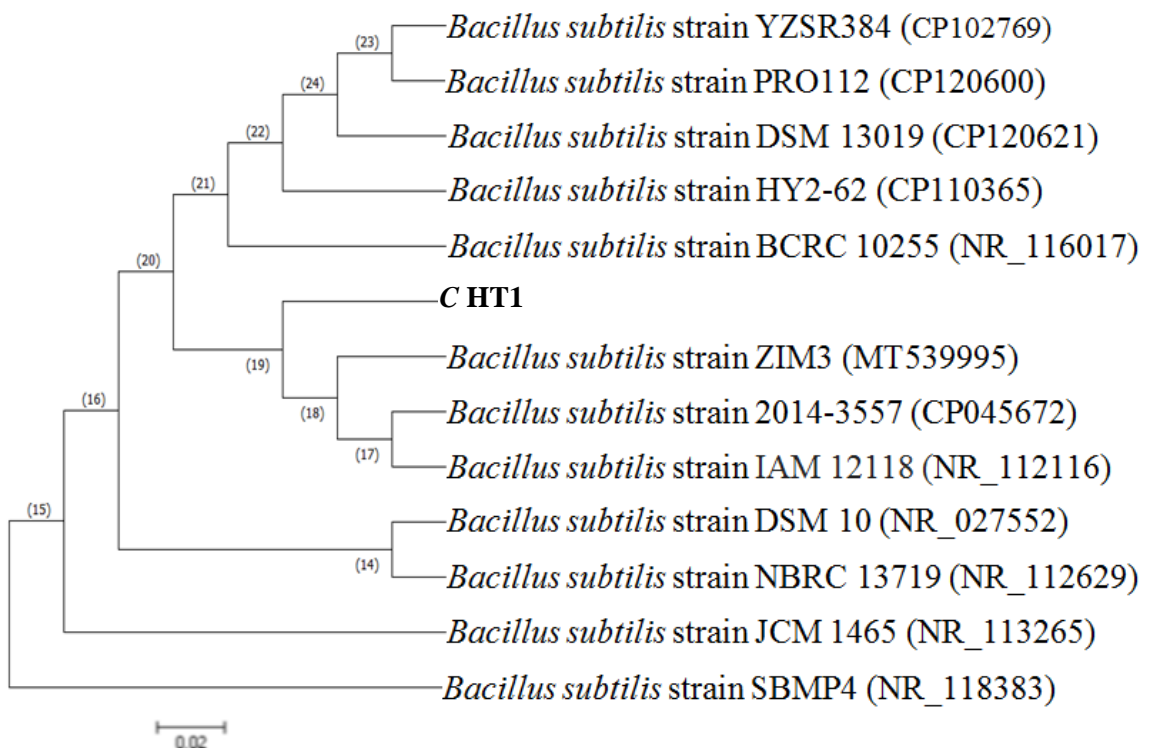 Bacillus subtilis strain YZSR384 (CP102769)
(23)
Bacillus subtilis strain PRO112 (CP120600)
(24)
Bacillus subtilis strain DSM 13019 (CP120621)
(22)
Bacillus subtilis strain HY2-62 (CP110365)
(21)
Bacillus subtilis strain BCRC 10255 (NR_116017)
(20)
C HT1
Bacillus subtilis strain ZIM3 (MT539995)
(19)
(16)
Bacillus subtilis strain 2014-3557 (CP045672)
(18)
(17)
Bacillus subtilis strain IAM 12118 (NR_112116)
(15)
Bacillus subtilis strain DSM 10 (NR_027552)
(14)
Bacillus subtilis strain NBRC 13719 (NR_112629)
Bacillus subtilis strain JCM 1465 (NR_113265)
Bacillus subtilis strain SBMP4 (NR_118383)
0.02